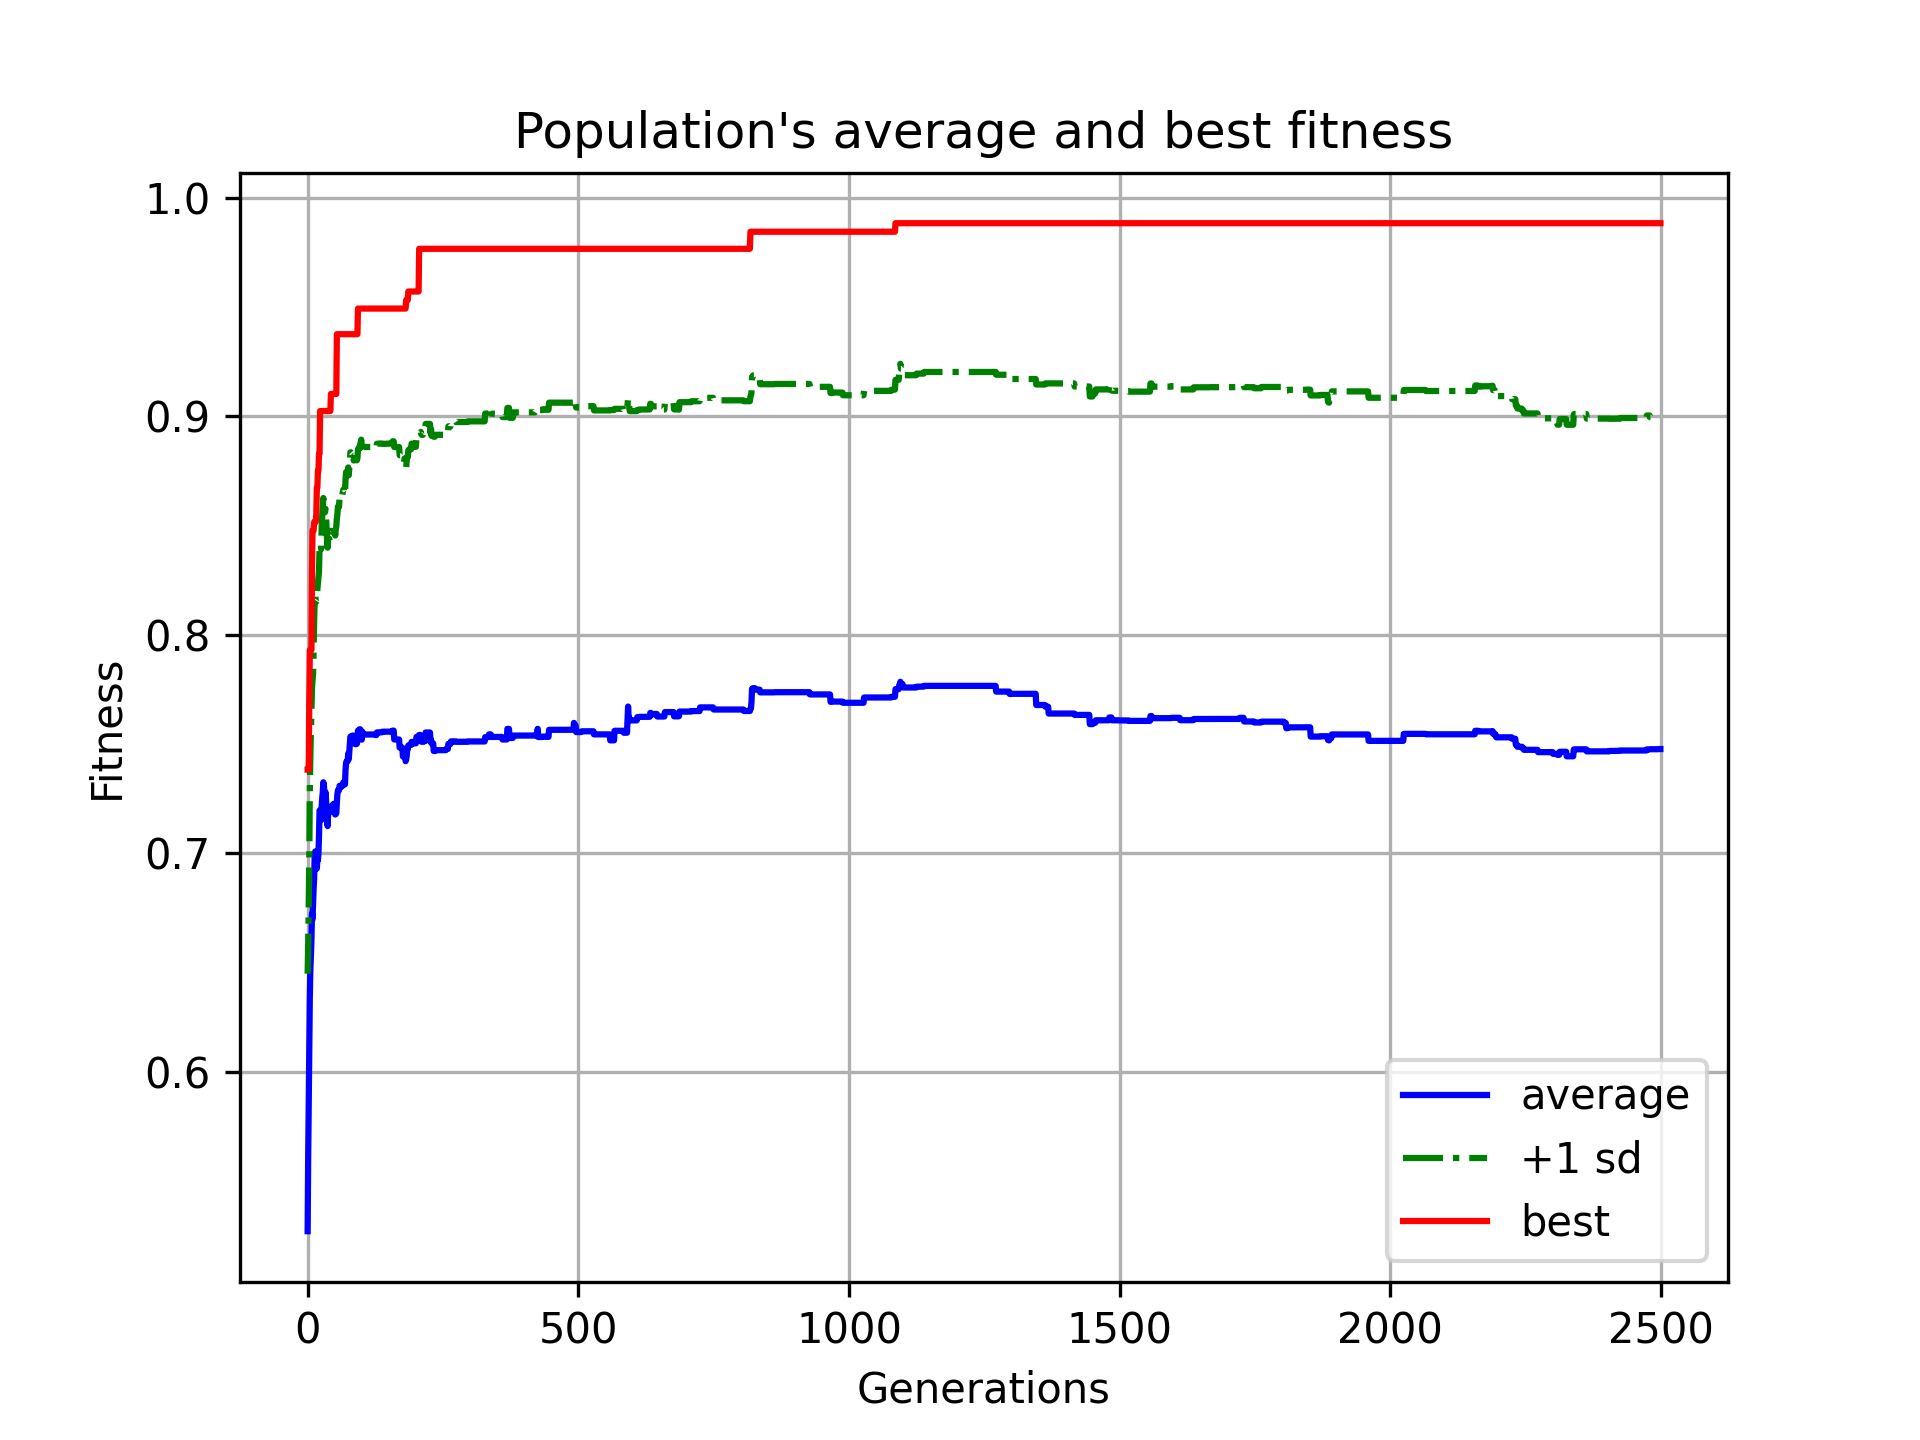 Population's average and best fitness
1.0
0.9
0.8
0.7
0.6
Fitness
average
+1 sd
best
0 500 1000 1500 2000 2500
Generations